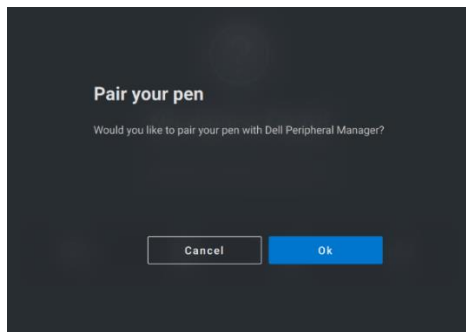 Pair your pen
Would you like to pair your pen with Dell Peripheral Manager?
Cancel
Ok